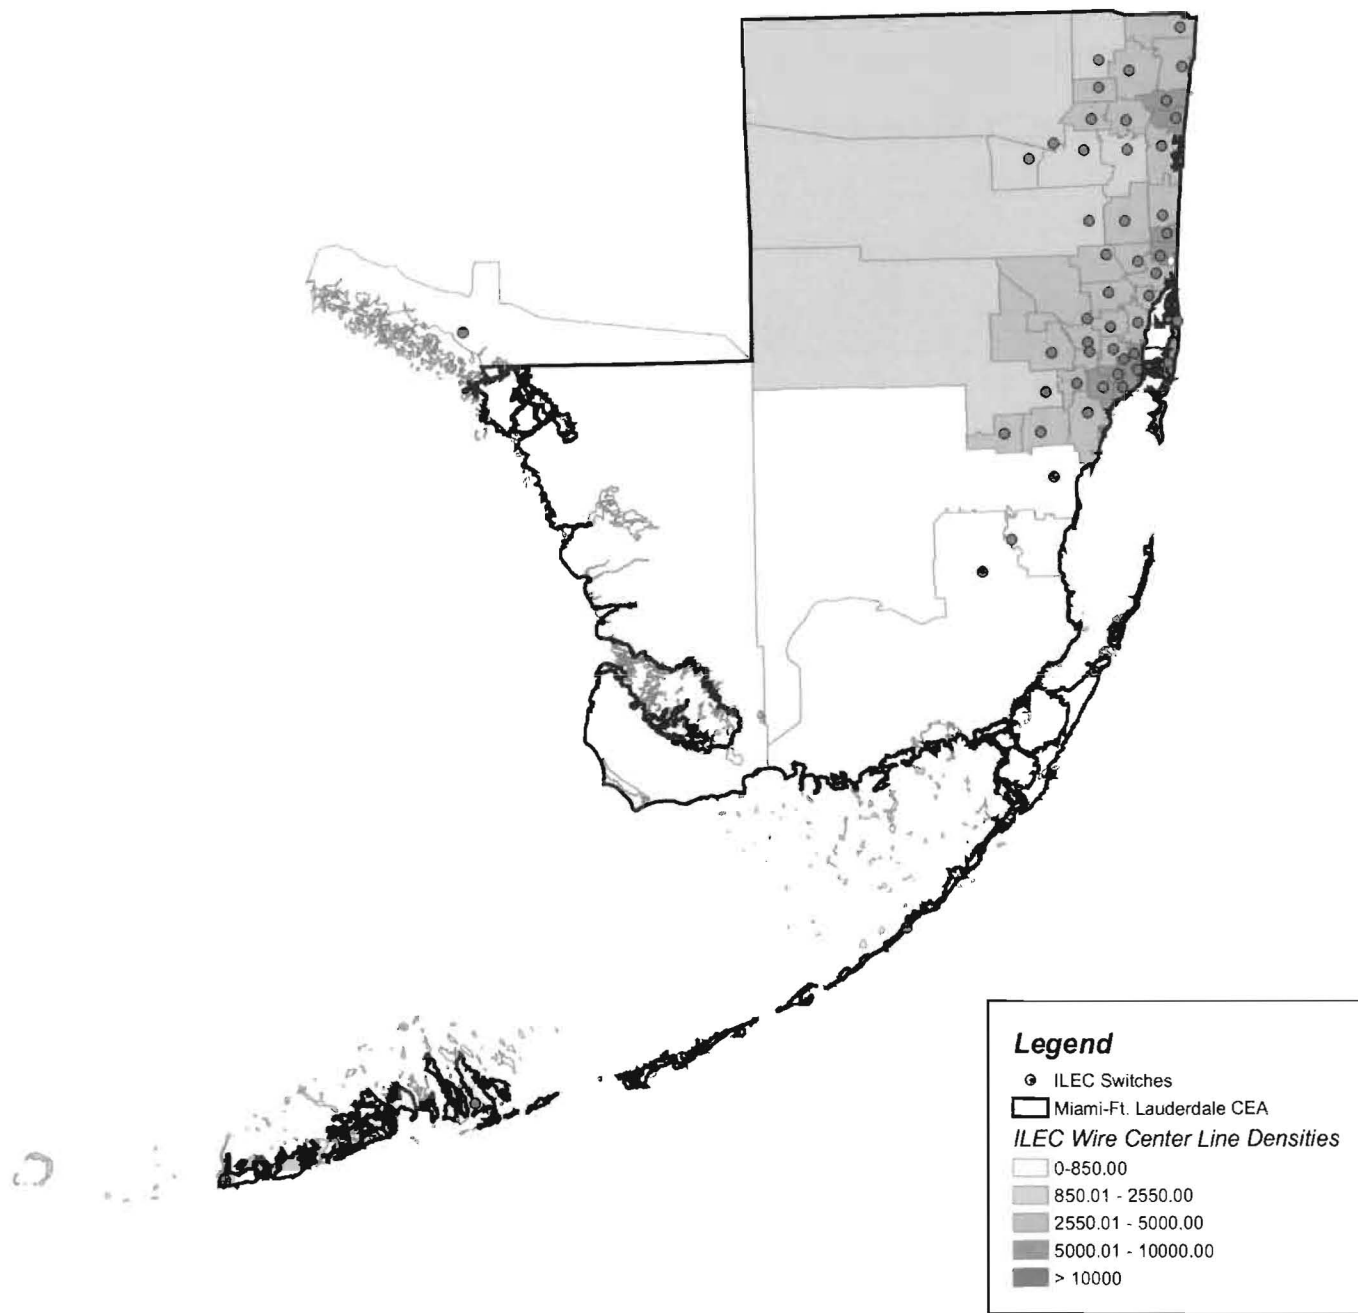 Legend
ILEC Switches
Miami-Ft. Lauderdale CEA
ILEC Wire Center Line Densities
0-850.00
850.01 - 2550.00
2550.01 - 5000.00
5000.01 - 10000.00
> 10000